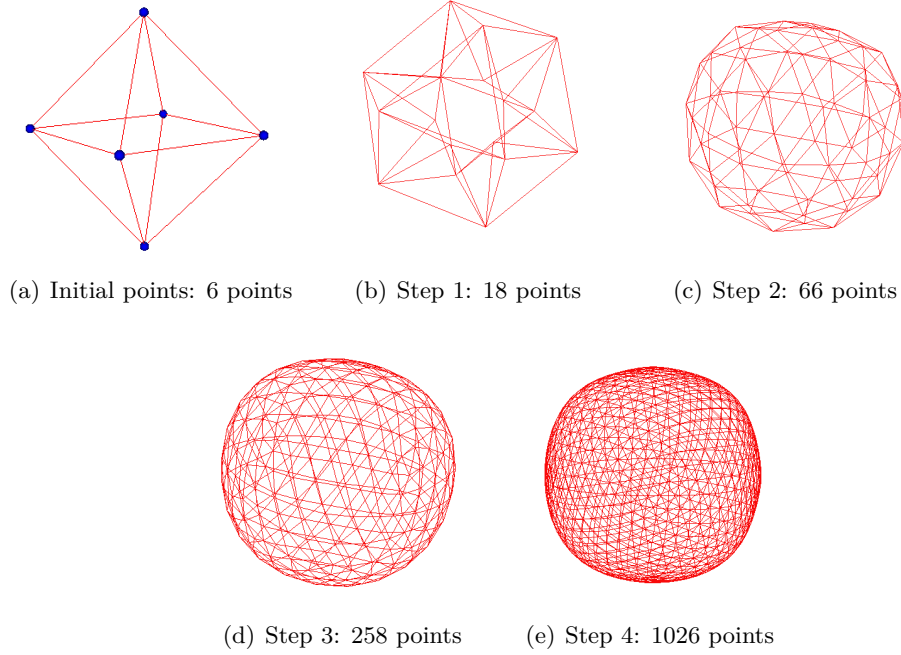 (a) Initial points: 6 points
(b) Step 1: 18 points
(c) Step 2: 66 points
(d) Step 3: 258 points
(e) Step 4: 1026 points